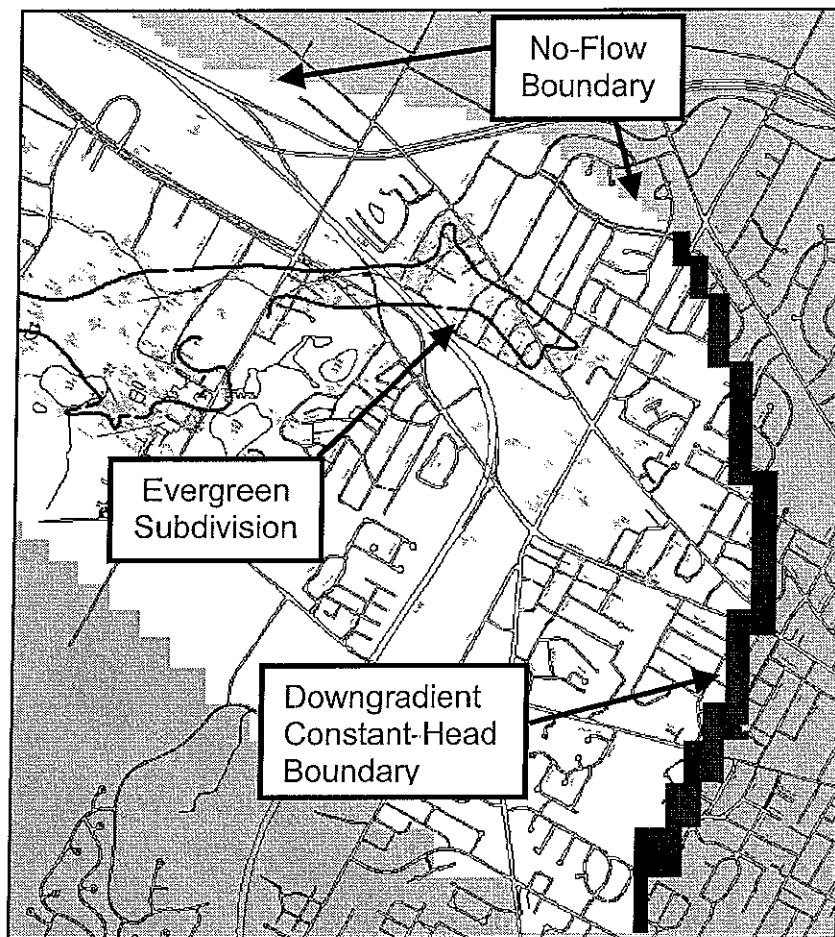 No-Flow
Boundary
Evergreen
Subdivision
Downgradient
Constant-Head
Boundary